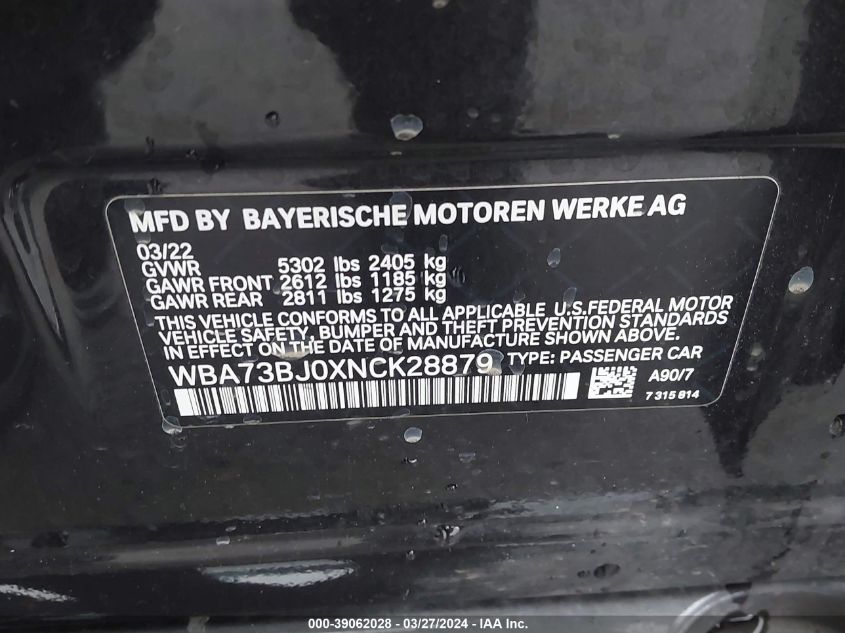 MFD BY BAYERISCHE MOTOREN WERKE AG
03/22
GVWR 5302 lbs 2405 kg
GAWR FRONT 2612 lbs 1185 kg
GAWR REAR 2811 lbs 1275 kg
THIS VEHICLE CONFORMS TO ALL APPLICABLE U.S.FEDERAL MOTOR
VEHICLE SAFETY, BUMPER AND THEFT PREVENTION STANDARDS
IN EFFECT ON THE DATE OF MANUFACTURE SHOWN ABOVE.
WBA73BJ0XNCK28879 TYPE: PASSENGER CAR
A90/7
7 315 814
000-39062028 - 03/27/2024 - IAA Inc.